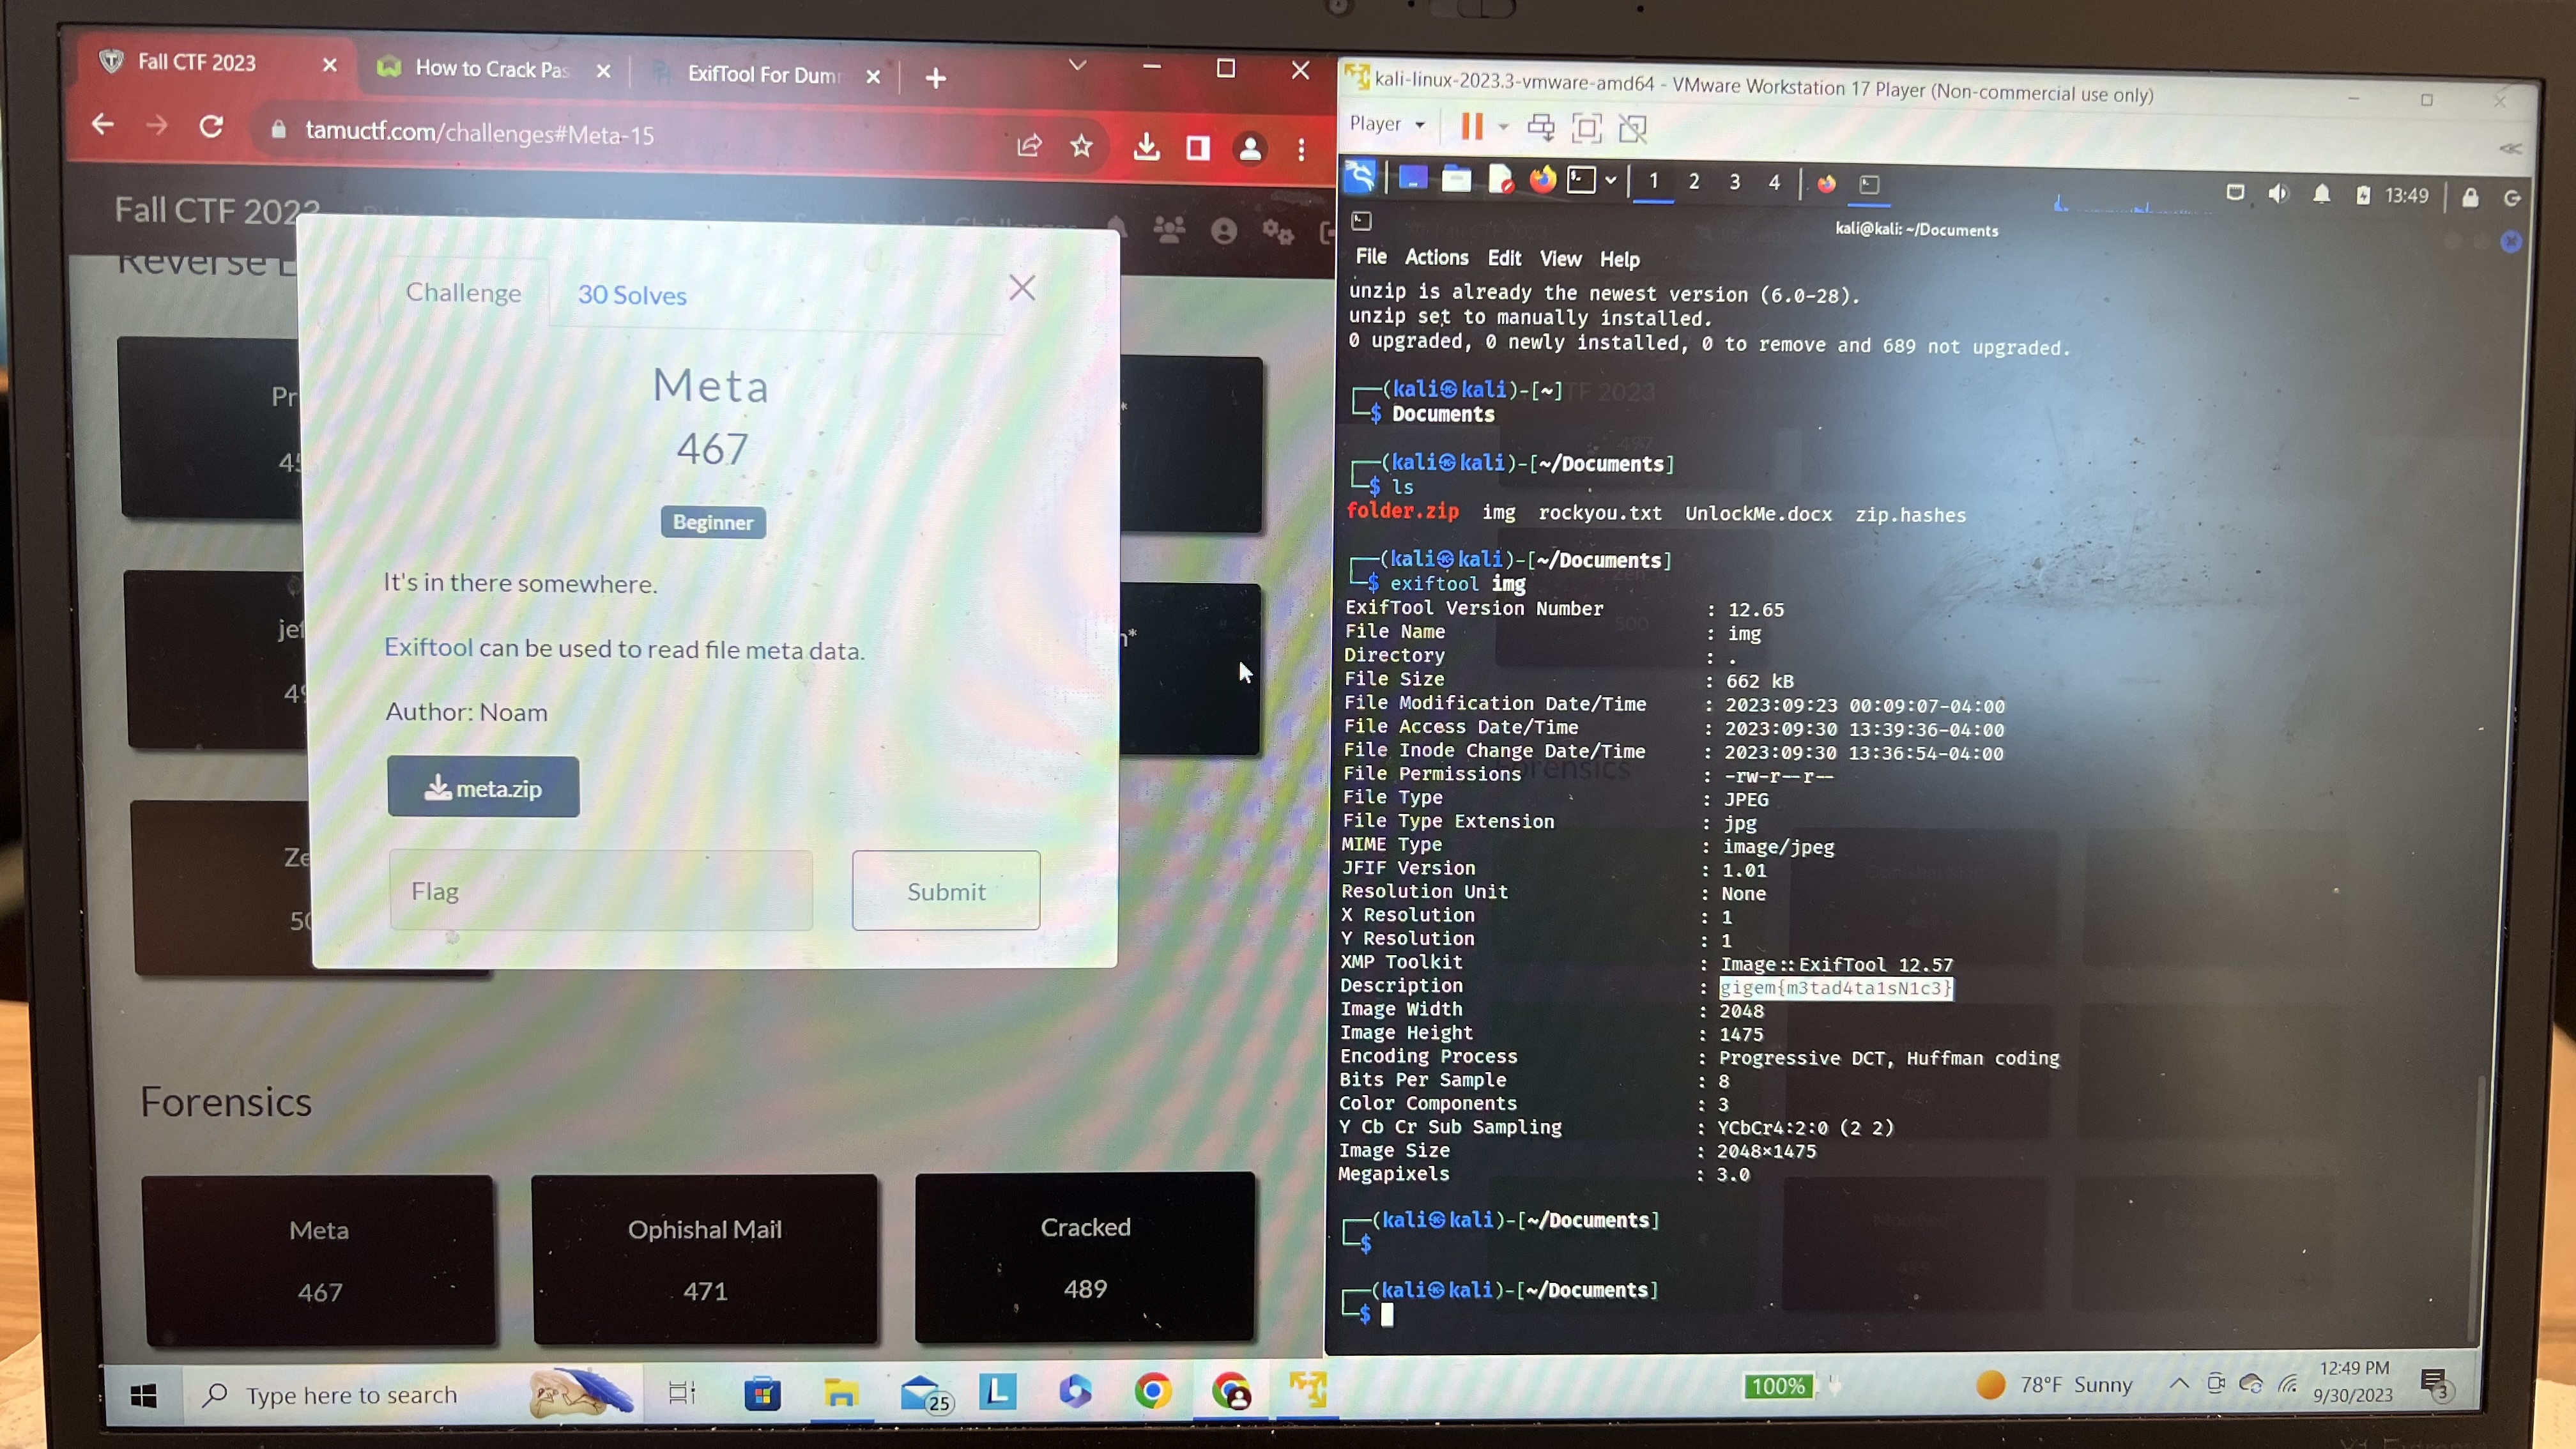 Fall CTF 2023
How to Crack Pas
ExifTool For Dum
tamuctf.com/challenges#Meta-15
Fall CTF 202
Reverse
Challenge
30 Solves
Meta
467
Beginner
It's in there somewhere.
Exiftool can be used to read file meta data.
Author: Noam
meta.zip
Flag
Submit
Pr
45
jef
49
Ze
50
Forensics
Meta
467
Ophishal Mail
471
Cracked
489
kali-linux-2023.3-vmware-amd64 - VMware Workstation 17 Player (Non-commercial use only)
Player
1 2 3 4
13:49
kali@kali: ~/Documents
File Actions Edit View Help
unzip is already the newest version (6.0-28).
unzip set to manually installed.
0 upgraded, 0 newly installed, 0 to remove and 689 not upgraded.
(kali㉿kali)-[~]
$ Documents
(kali㉿kali)-[~/Documents]
$ ls
folder.zip img rockyou.txt UnlockMe.docx zip.hashes
(kali㉿kali)-[~/Documents]
$ exiftool img
ExifTool Version Number : 12.65
File Name : img
Directory : .
File Size : 662 kB
File Modification Date/Time : 2023:09:23 00:09:07-04:00
File Access Date/Time : 2023:09:30 13:39:36-04:00
File Inode Change Date/Time : 2023:09:30 13:36:54-04:00
File Permissions : -rw-r--r--
File Type : JPEG
File Type Extension : jpg
MIME Type : image/jpeg
JFIF Version : 1.01
Resolution Unit : None
X Resolution : 1
Y Resolution : 1
XMP Toolkit : Image::ExifTool 12.57
Description : gigem{m3tad4ta1sN1c3}
Image Width : 2048
Image Height : 1475
Encoding Process : Progressive DCT, Huffman coding
Bits Per Sample : 8
Color Components : 3
Y Cb Cr Sub Sampling : YCbCr4:2:0 (2 2)
Image Size : 2048×1475
Megapixels : 3.0
(kali㉿kali)-[~/Documents]
$
(kali㉿kali)-[~/Documents]
$
Type here to search
25
L
100%
78°F Sunny
12:49 PM
9/30/2023
3